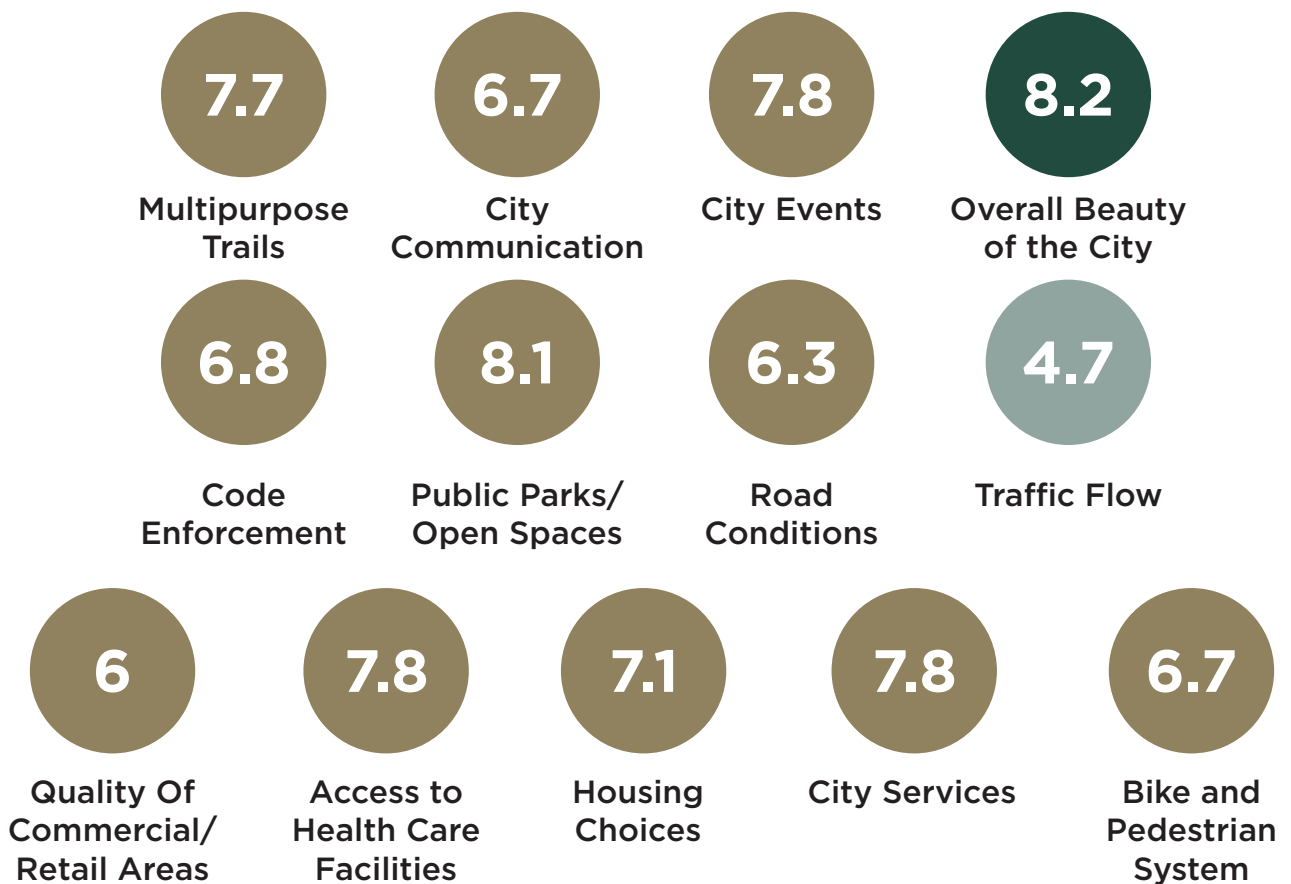 7.7
6.7
7.8
8.2
Multipurpose
Trails
City
Communication
City Events
Overall Beauty
of the City
6.8
8.1
6.3
4.7
Code
Enforcement
Public Parks/
Open Spaces
Road
Conditions
Traffic Flow
6
7.8
7.1
7.8
6.7
Quality Of
Commercial/
Retail Areas
Access to
Health Care
Facilities
Housing
Choices
City Services
Bike and
Pedestrian
System